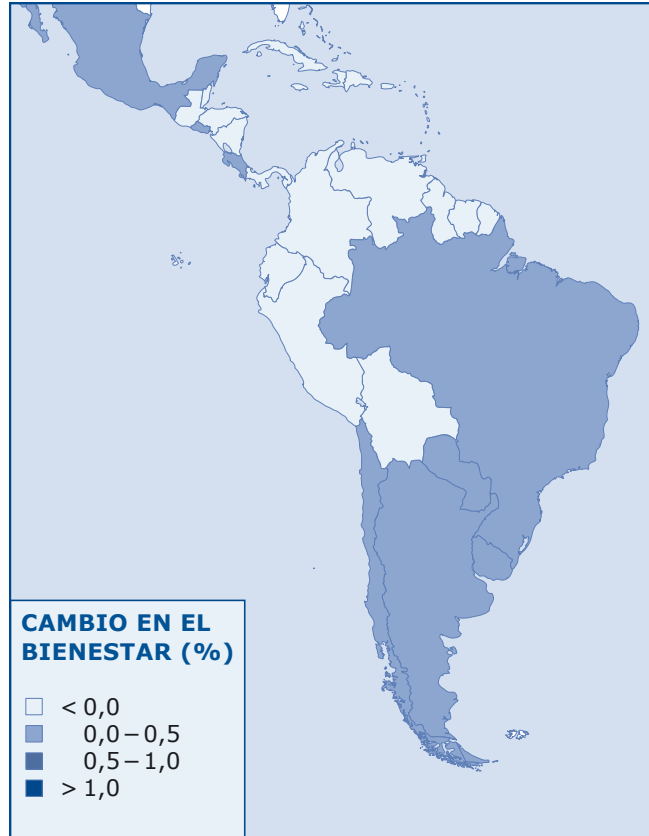 CAMBIO EN EL
BIENESTAR (%)
< 0,0
0,0 – 0,5
0,5 – 1,0
> 1,0